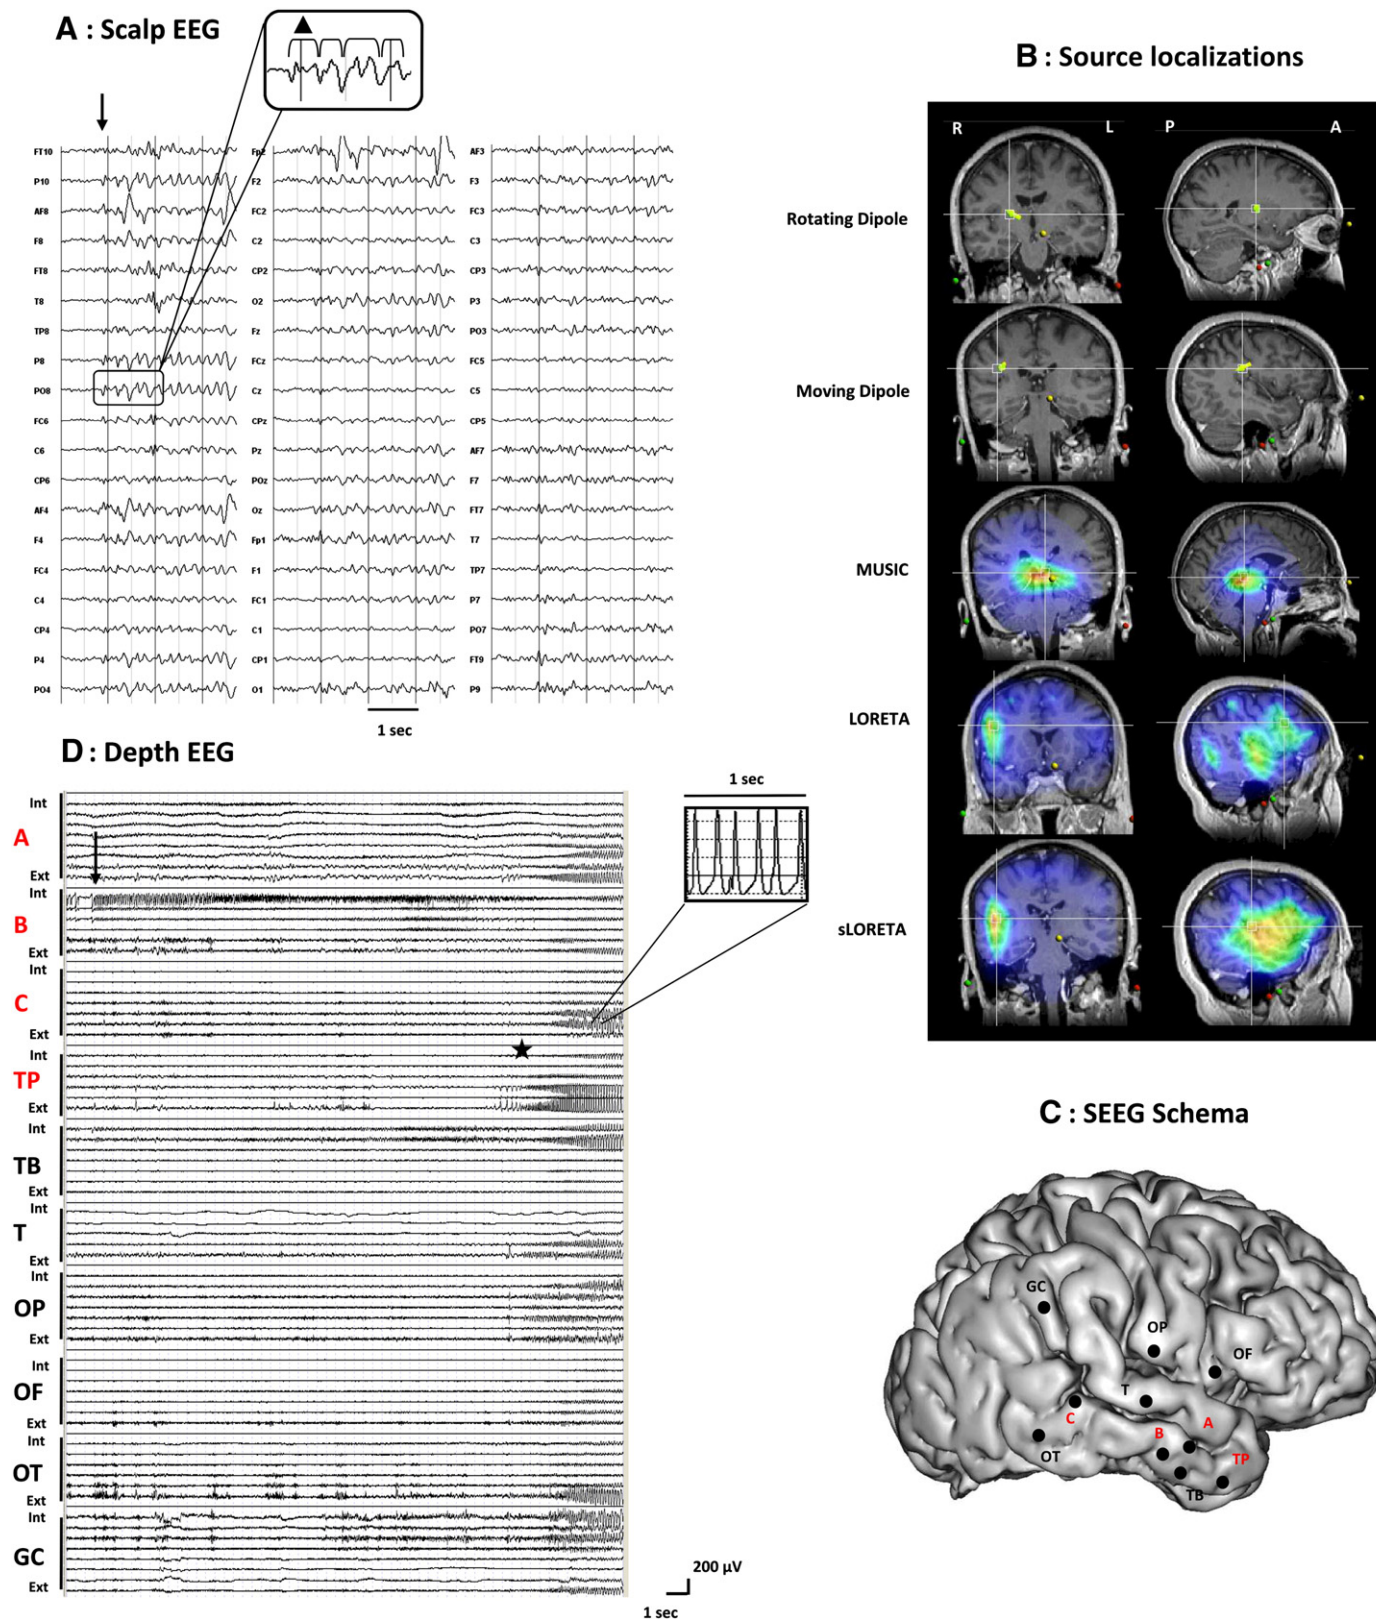 A : Scalp EEG
B : Source localizations
FT10
P10
AF8
F8
FT8
T8
TP8
P8
PO8
FC6
C6
CP6
AF4
F4
FC4
C4
CP4
P4
PO4
Fp2
F2
FC2
C2
CP2
O2
Fz
FCz
Cz
CPz
Pz
POz
Oz
Fp1
F1
FC1
C1
CP1
O1
AF3
F3
FC3
C3
CP3
P3
PO3
FC5
C5
CP5
AF7
F7
FT7
T7
TP7
P7
PO7
FT9
P9
1 sec
R L P A
Rotating Dipole
Moving Dipole
MUSIC
LORETA
sLORETA
D : Depth EEG
1 sec
Int
A
Ext
Int
B
Ext
Int
C
Ext
Int
TP
Ext
Int
TB
Ext
Int
T
Ext
Int
OP
Ext
Int
OF
Ext
Int
OT
Ext
Int
GC
Ext
200 µV
1 sec
C : SEEG Schema
GC
OP
OF
T
C
A
B
OT
TP
TB